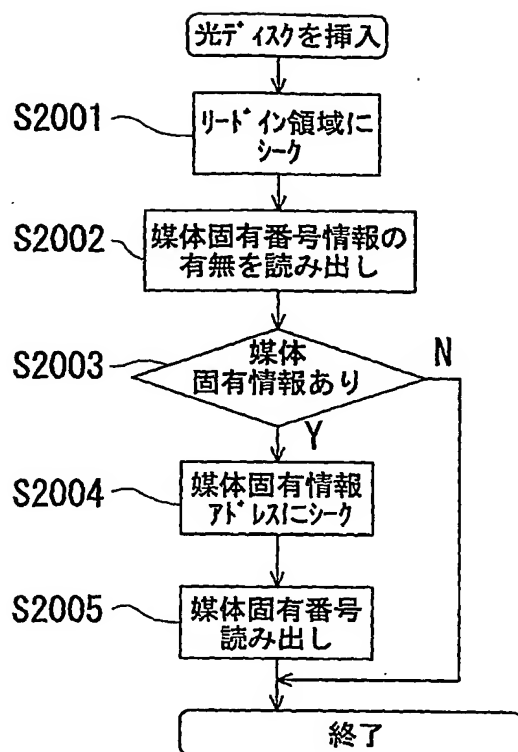 光ディスクを挿入
S2001
リードイン領域に
シーク
S2002
媒体固有番号情報の
有無を読み出し
S2003
媒体
固有情報あり
N
Y
S2004
媒体固有情報
アドレスにシーク
S2005
媒体固有番号
読み出し
終了